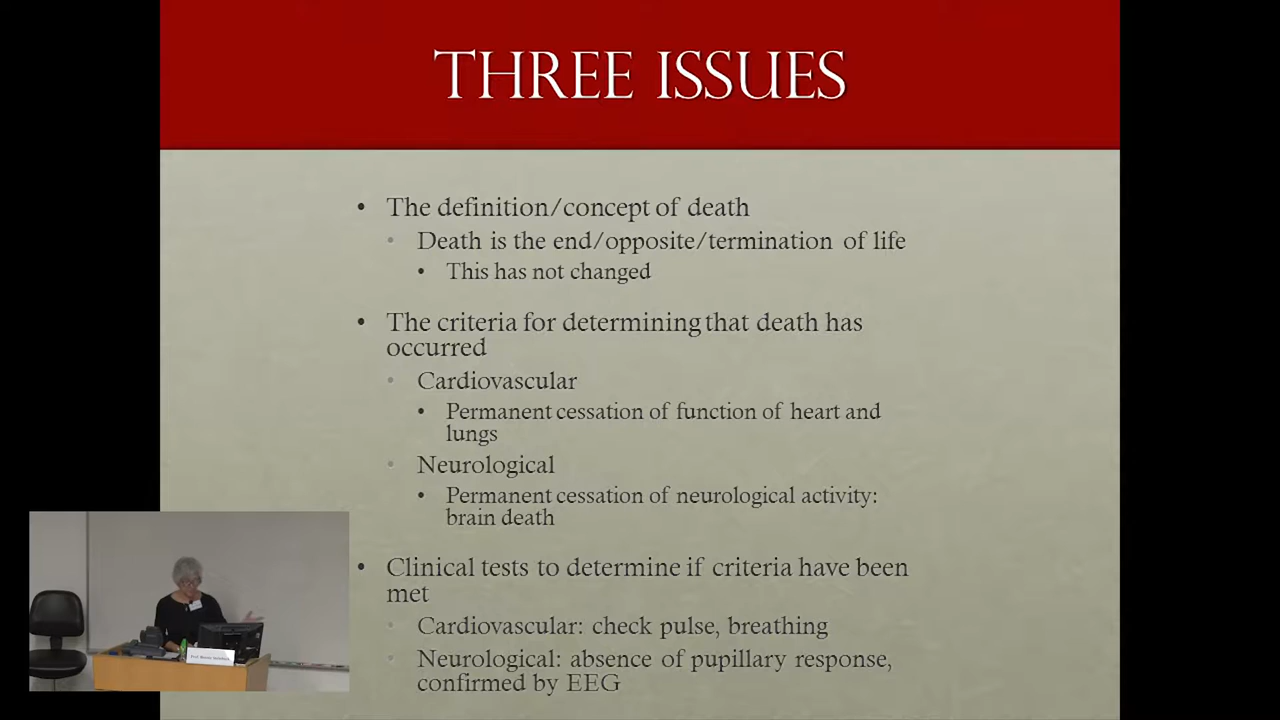 THREE ISSUES
• The definition/concept of death
• Death is the end/opposite/termination of life
• This has not changed
• The criteria for determining that death has
occurred
• Cardiovascular
• Permanent cessation of function of heart and
lungs
• Neurological
• Permanent cessation of neurological activity:
brain death
• Clinical tests to determine if criteria have been
met
• Cardiovascular: check pulse, breathing
• Neurological: absence of pupillary response,
confirmed by EEG